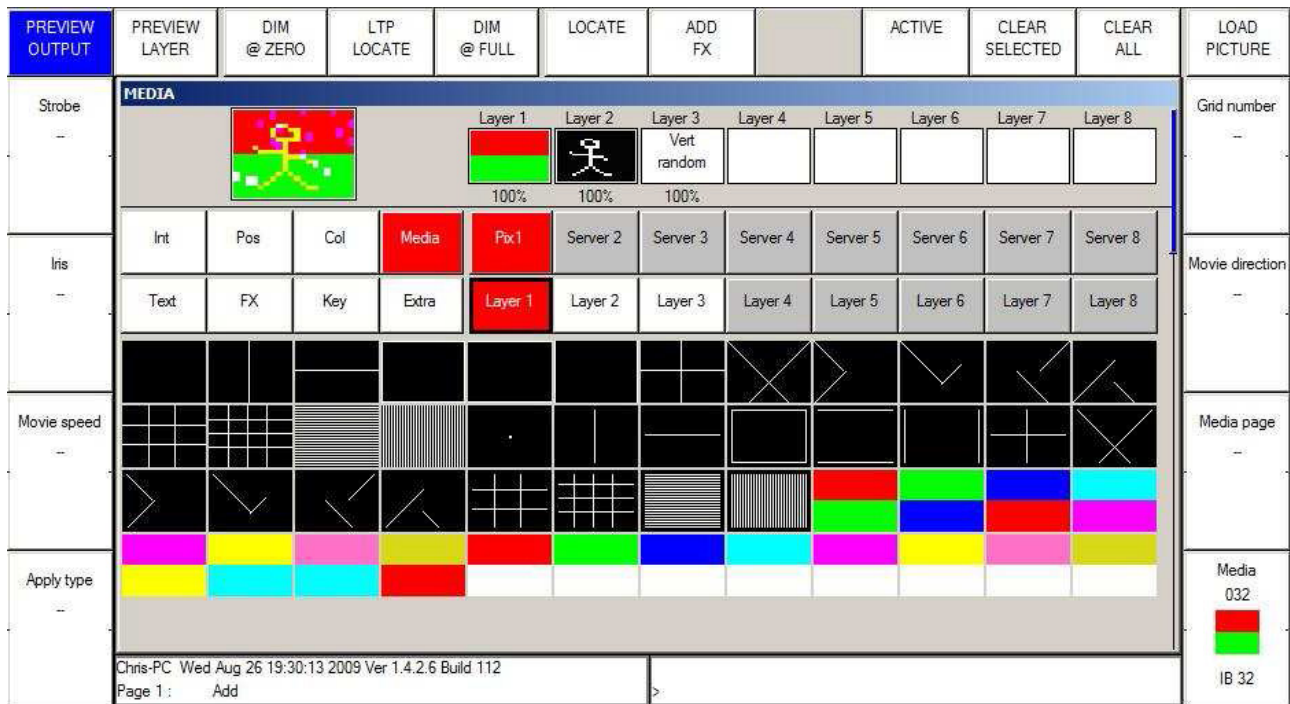 PREVIEW
OUTPUT
PREVIEW
LAYER
DIM
@ ZERO
LTP
LOCATE
DIM
@ FULL
LOCATE
ADD
FX
ACTIVE
CLEAR
SELECTED
CLEAR
ALL
LOAD
PICTURE
Strobe
--
Iris
--
Movie speed
--
Apply type
--
MEDIA
Layer 1 Layer 2 Layer 3 Layer 4 Layer 5 Layer 6 Layer 7 Layer 8
Vert
random
100% 100% 100%
Int Pos Col Media Pix1 Server 2 Server 3 Server 4 Server 5 Server 6 Server 7 Server 8
Text FX Key Extra Layer 1 Layer 2 Layer 3 Layer 4 Layer 5 Layer 6 Layer 7 Layer 8
Grid number
--
Movie direction
--
Media page
--
Media
032
IB 32
Chris-PC Wed Aug 26 19:30:13 2009 Ver 1.4.2.6 Build 112
Page 1 : Add
>